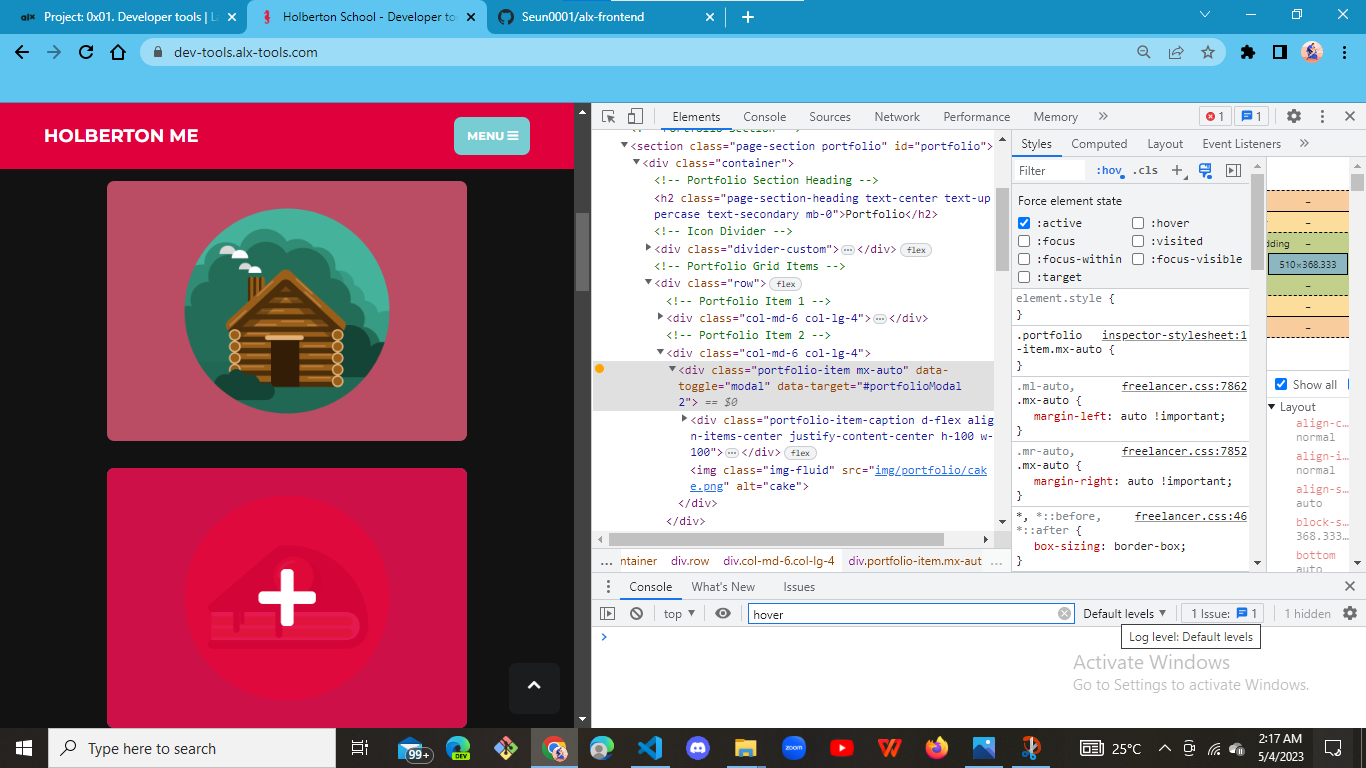 Project: 0x01. Developer tools | L
Holberton School - Developer to
Seun0001/alx-frontend
dev-tools.alx-tools.com
HOLBERTON ME
MENU
Elements
Console
Sources
Network
Performance
Memory
1
1
<section class="page-section portfolio" id="portfolio">
<div class="container">
<!-- Portfolio Section Heading -->
<h2 class="page-section-heading text-center text-up
percase text-secondary mb-0">Portfolio</h2>
<!-- Icon Divider -->
<div class="divider-custom"> </div> flex
<!-- Portfolio Grid Items -->
<div class="row"> flex
<!-- Portfolio Item 1 -->
<div class="col-md-6 col-lg-4"> </div>
<!-- Portfolio Item 2 -->
<div class="col-md-6 col-lg-4">
<div class="portfolio-item mx-auto" data-
toggle="modal" data-target="#portfolioModal
2"> == $0
<div class="portfolio-item-caption d-flex alig
n-items-center justify-content-center h-100 w-
100"> </div> flex
<img class="img-fluid" src="img/portfolio/cak
e.png" alt="cake">
</div>
</div>
... ntainer div.row div.col-md-6.col-lg-4 div.portfolio-item.mx-aut ...
Styles
Computed
Layout
Event Listeners
Filter
:hov
.cls
Force element state
:active
:hover
:focus
:visited
:focus-within
:focus-visible
:target
element.style {
}
.portfolio inspector-stylesheet:1
-item.mx-auto {
}
.ml-auto, freelancer.css:7862
.mx-auto {
margin-left: auto !important;
}
.mr-auto, freelancer.css:7852
.mx-auto {
margin-right: auto !important;
}
*, *::before, freelancer.css:46
*::after {
box-sizing: border-box;
}
dding
510×368.333
Show all
Layout
align-c…
normal
align-i…
normal
align-s…
auto
block-s…
368.333…
bottom
auto
Console
What's New
Issues
top
hover
Default levels
1 Issue: 1
1 hidden
Log level: Default levels
Activate Windows
Go to Settings to activate Windows.
Type here to search
99+
DEV
zoom
25°C
2:17 AM
5/4/2023